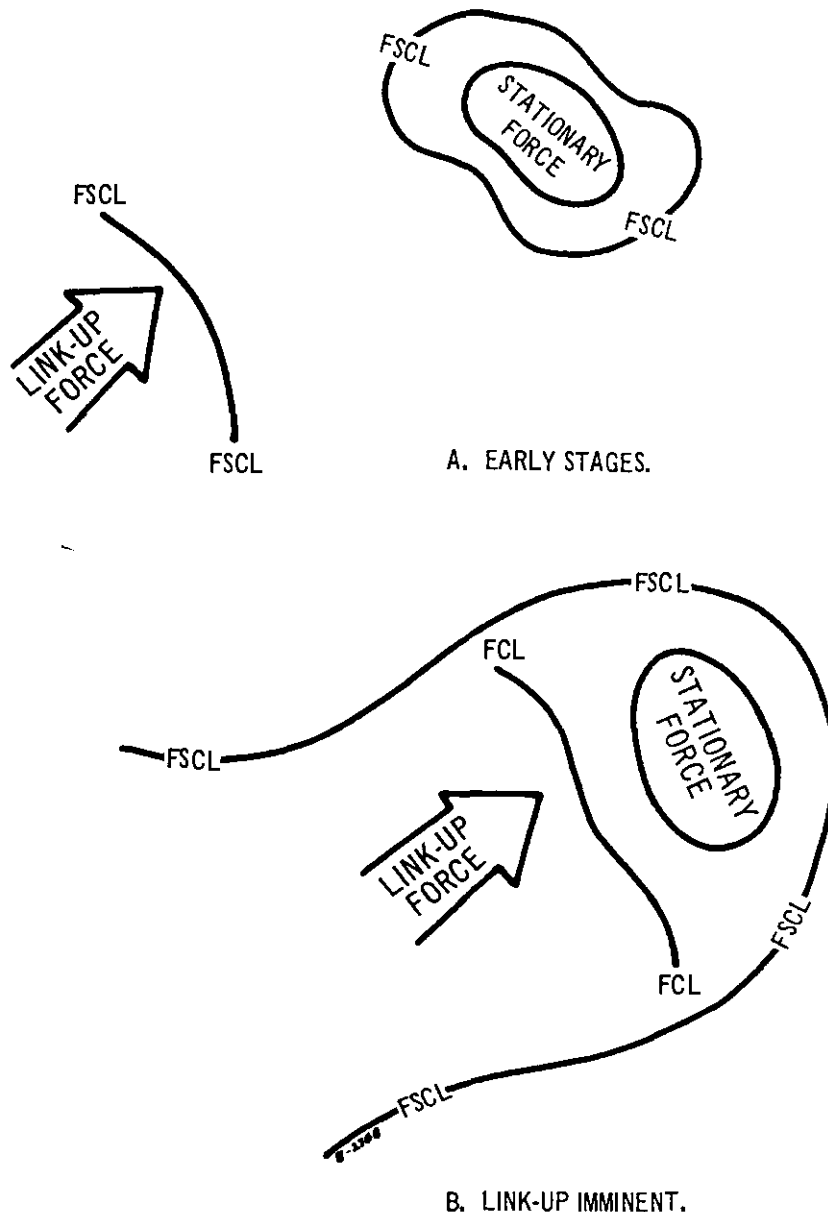 FSCL
STATIONARY
FORCE
FSCL
FSCL
LINK-UP
FORCE
FSCL
A. EARLY STAGES.
FSCL
FCL
STATIONARY
FORCE
FSCL
LINK-UP
FORCE
FSCL
FCL
FSCL
B. LINK-UP IMMINENT.